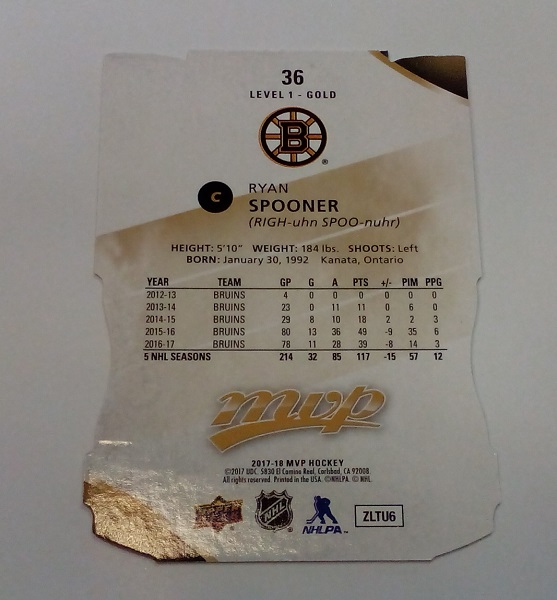 36
LEVEL 1 - GOLD
B
®
C
RYAN
SPOONER
(RIGH-uhn SPOO-nuhr)
HEIGHT: 5'10" WEIGHT: 184 lbs. SHOOTS: Left
BORN: January 30, 1992 Kanata, Ontario
YEAR TEAM GP G A PTS +/- PIM PPG
2012-13 BRUINS 4 0 0 0 0 0 0
2013-14 BRUINS 23 0 11 11 0 6 0
2014-15 BRUINS 29 8 10 18 2 2 3
2015-16 BRUINS 80 13 36 49 -9 35 6
2016-17 BRUINS 78 11 28 39 -8 14 3
5 NHL SEASONS 214 32 85 117 -15 57 12
mvp
2017-18 MVP HOCKEY
©2017 UDC. 5830 El Camino Real, Carlsbad, CA 92008
All rights reserved. Printed in the USA. ©NHLPA. © NHL.
NHL
NHLPA
ZLTU6